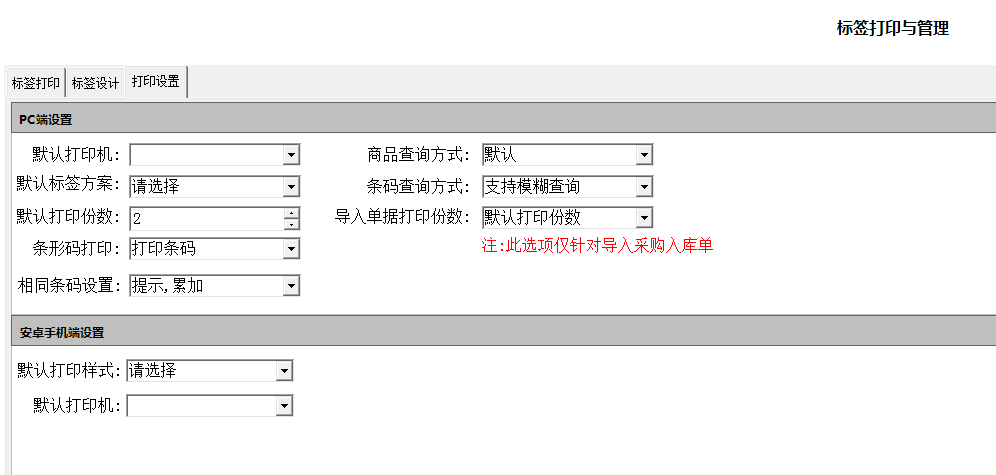 标签打印与管理
标签打印 标签设计 打印设置
PC端设置
默认打印机: 商品查询方式: 默认
默认标签方案: 请选择 条码查询方式: 支持模糊查询
默认打印份数: 2 导入单据打印份数: 默认打印份数
条形码打印: 打印条码 注:此选项仅针对导入采购入库单
相同条码设置: 提示,累加
安卓手机端设置
默认打印样式: 请选择
默认打印机: